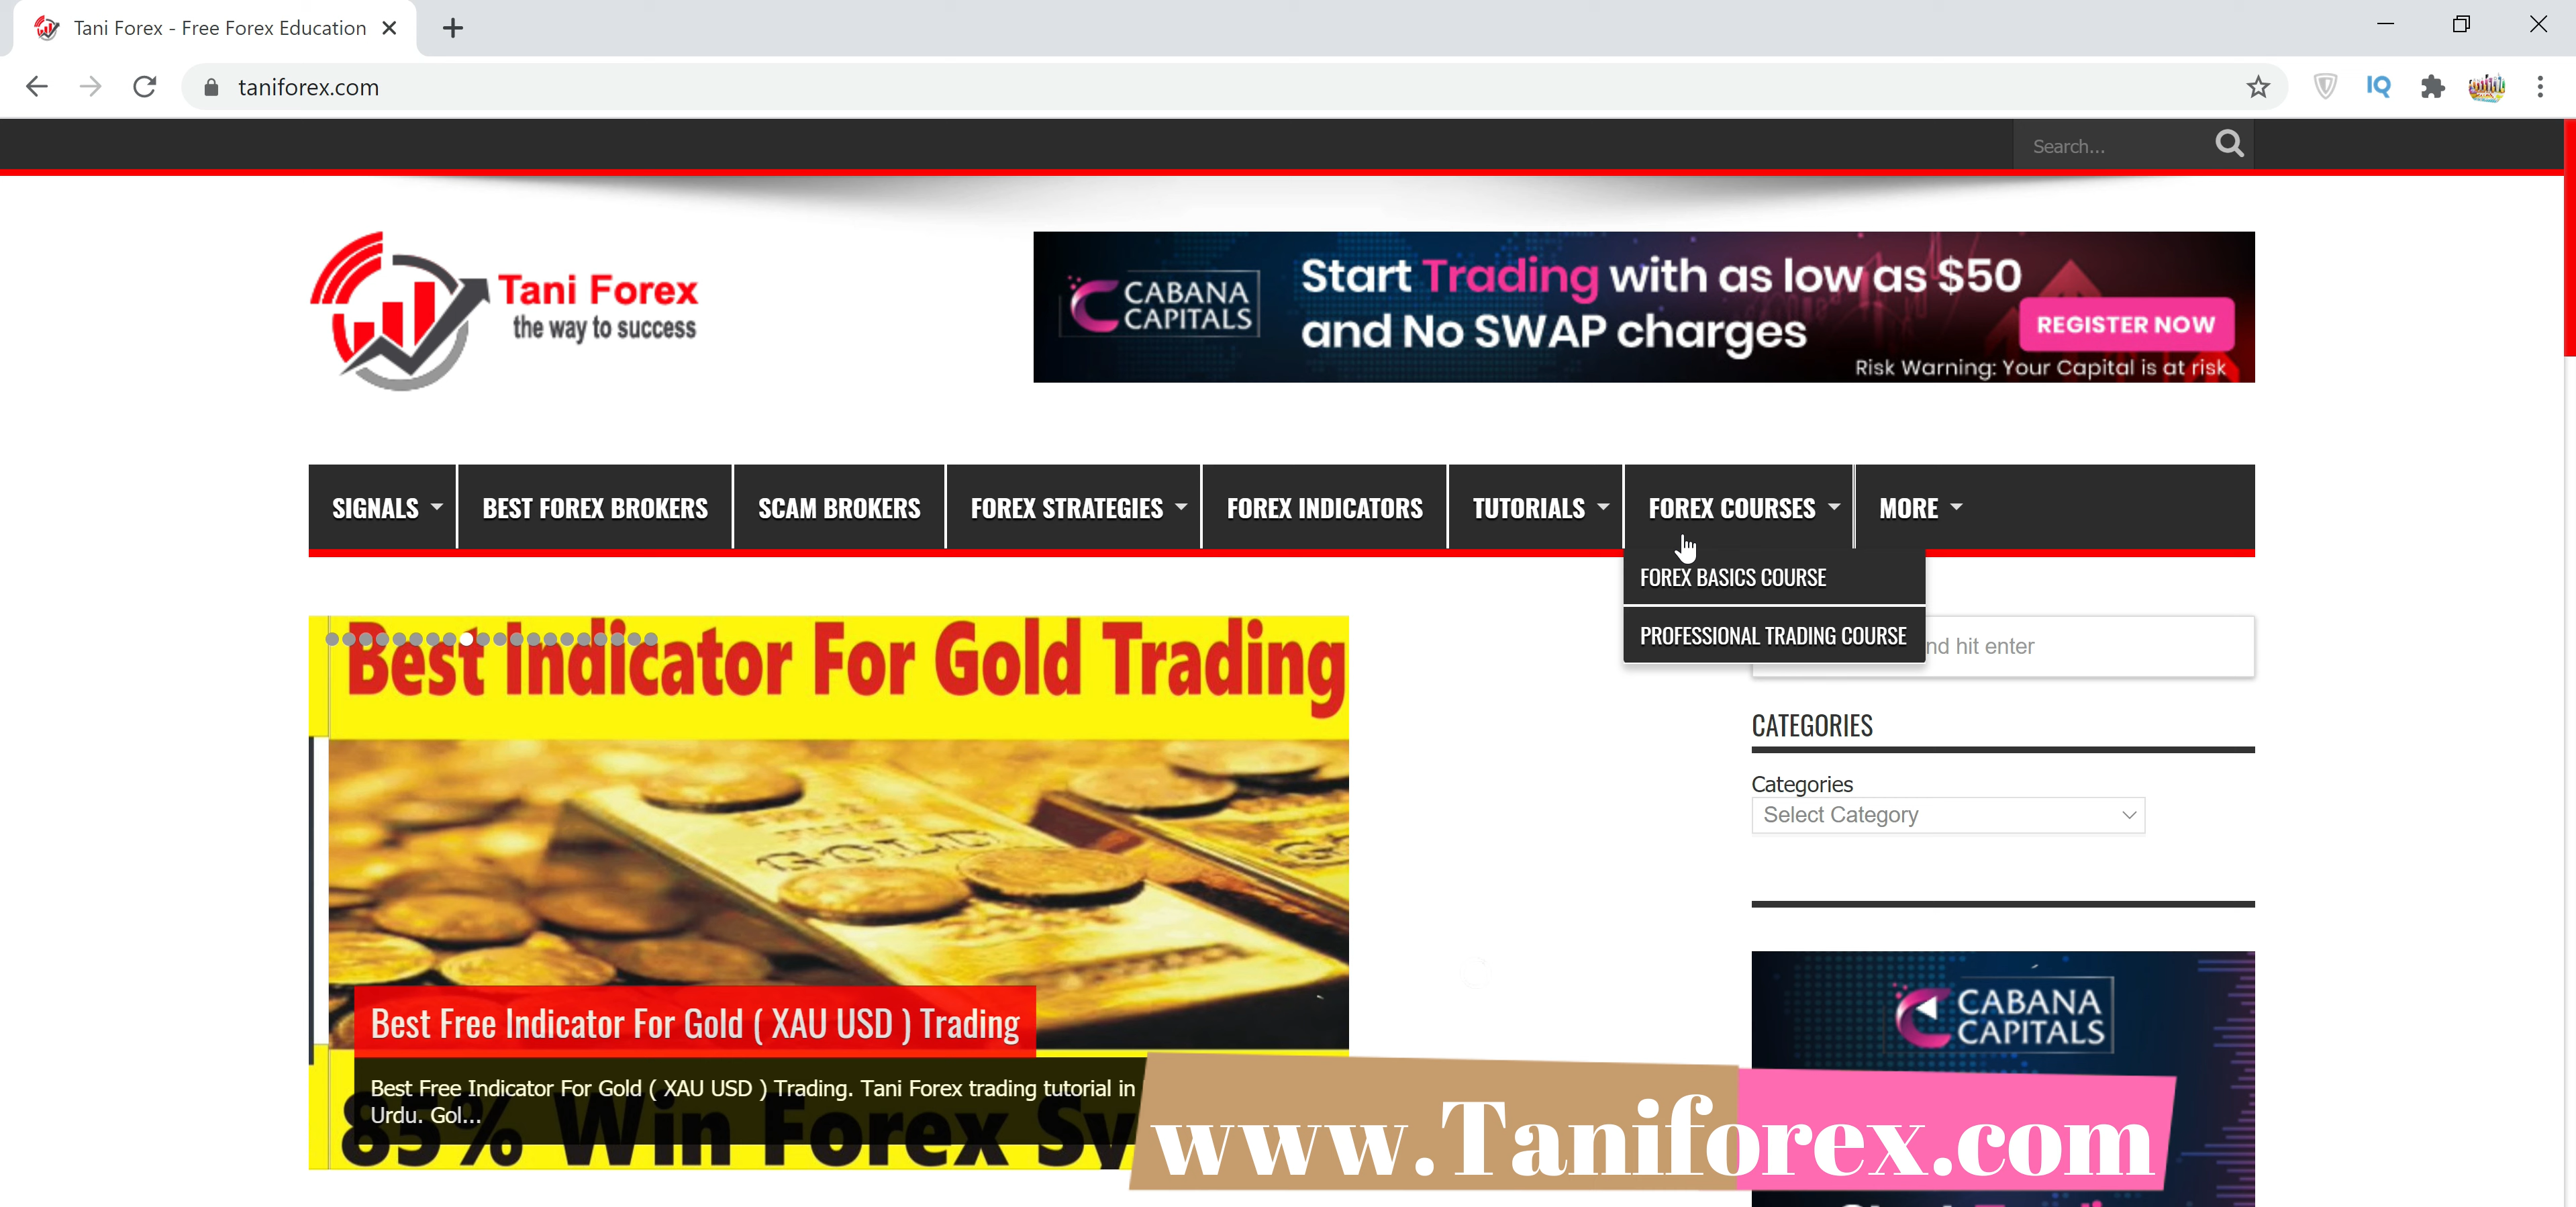 Tani Forex - Free Forex Education
taniforex.com
IQ
Search...
Tani Forex
the way to success
CABANA
CAPITALS
Start Trading with as low as $50
and No SWAP charges
REGISTER NOW
Risk Warning: Your Capital is at risk
SIGNALS
BEST FOREX BROKERS
SCAM BROKERS
FOREX STRATEGIES
FOREX INDICATORS
TUTORIALS
FOREX COURSES
MORE
FOREX BASICS COURSE
PROFESSIONAL TRADING COURSE
nd hit enter
Best Indicator For Gold Trading
GOLD
CATEGORIES
Categories
Select Category
Best Free Indicator For Gold ( XAU USD ) Trading
Best Free Indicator For Gold ( XAU USD ) Trading. Tani Forex trading tutorial in
Urdu. Gol...
85% Win Forex Sy
CABANA
CAPITALS
www.Taniforex.com